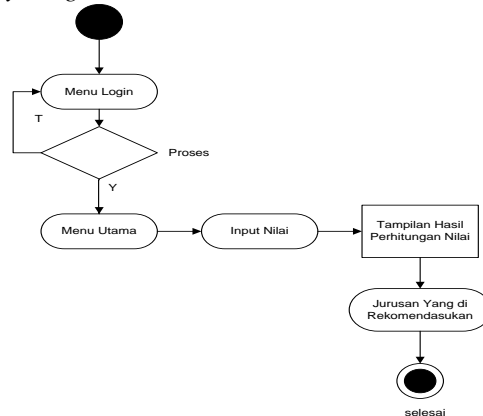 Menu Login
T
Proses
Y
Menu Utama
Input Nilai
Tampilan Hasil
Perhitungan Nilai
Jurusan Yang di
Rekomendasukan
selesai